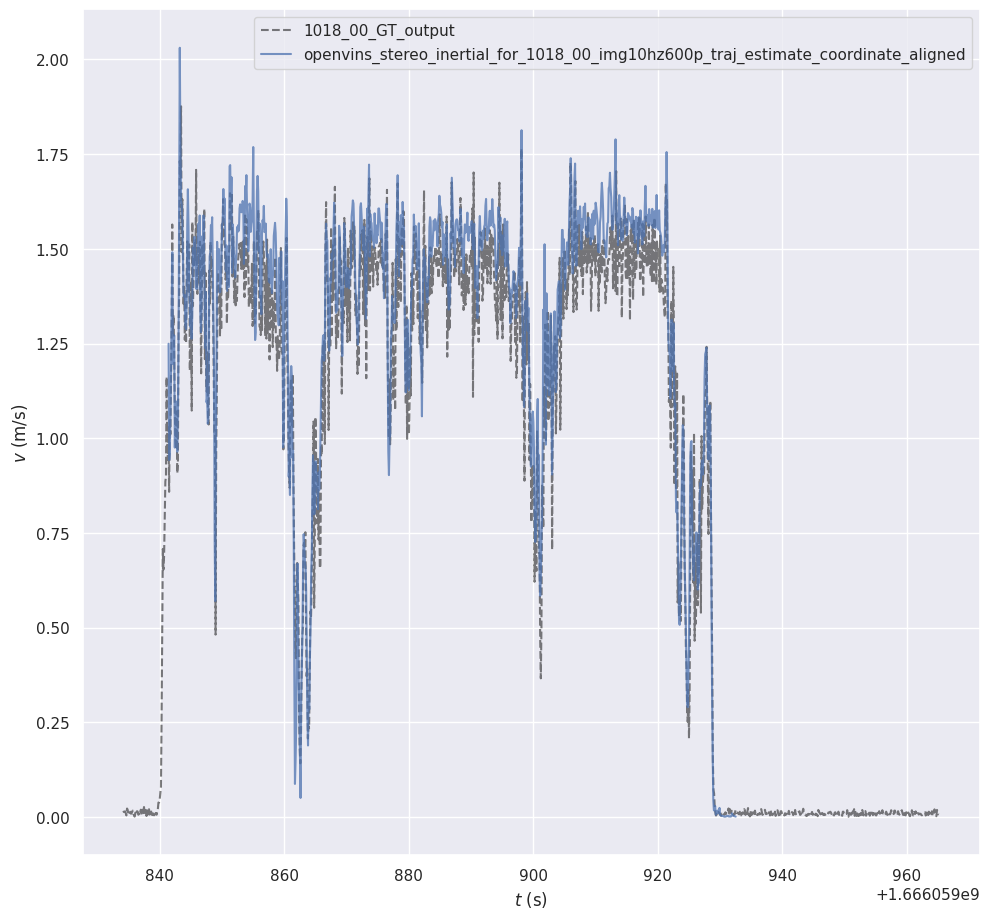 1018_00_GT_output
openvins_stereo_inertial_for_1018_00_img10hz600p_traj_estimate_coordinate_aligned
2.00
1.75
1.50
1.25
1.00
0.75
0.50
0.25
0.00
v (m/s)
840 860 880 900 920 940 960
t (s)
+1.666059e9